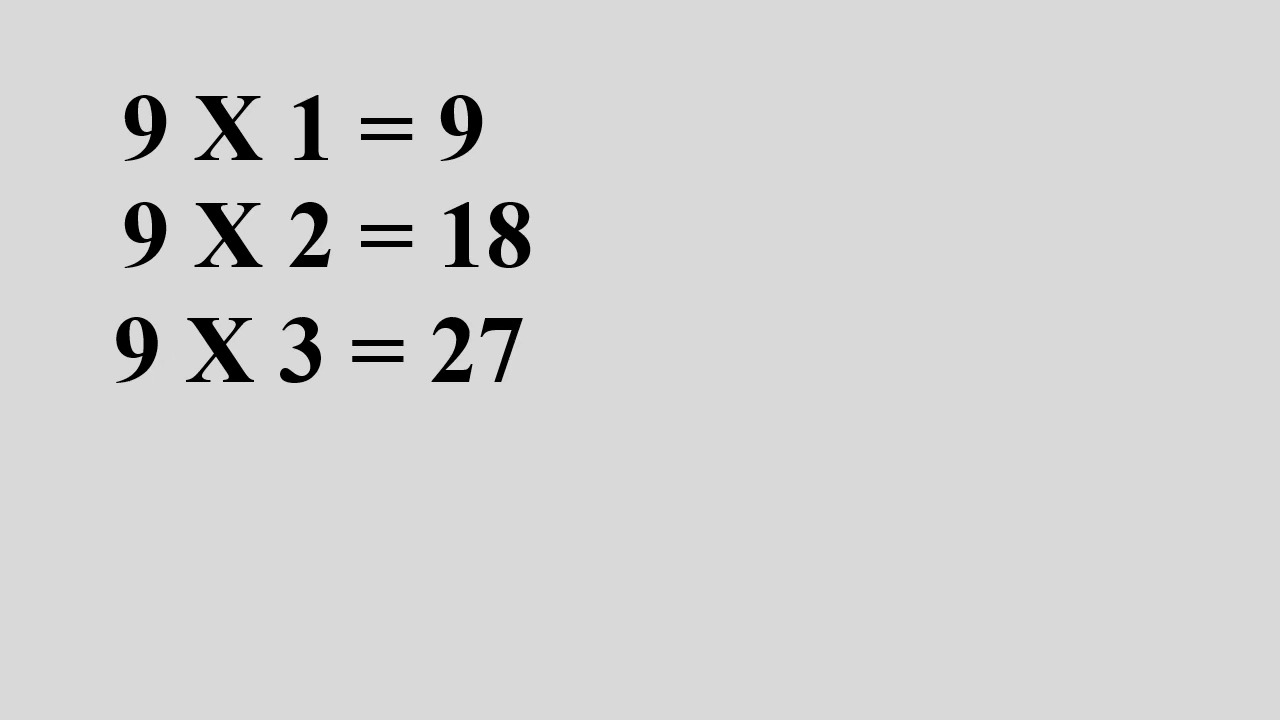 9 X 1 = 9
9 X 2 = 18
9 X 3 = 27